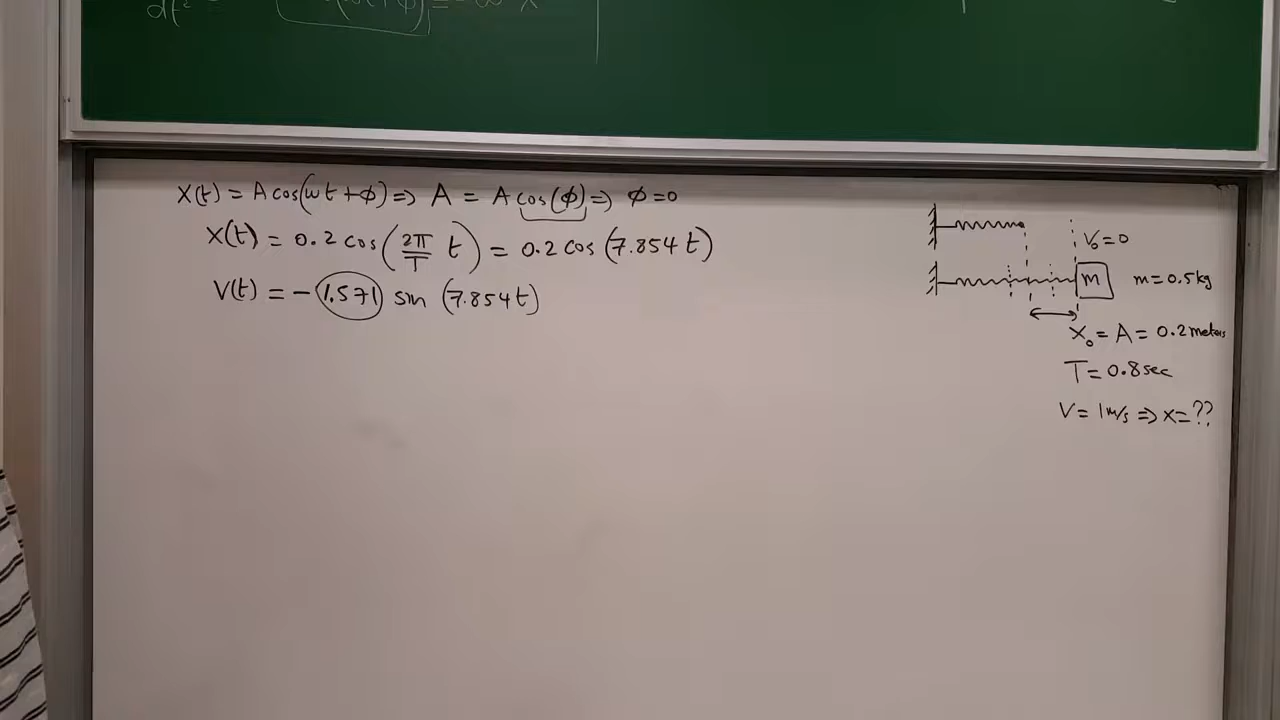 X(t) = A cos(ωt + ϕ) ⇒ A = A cos(ϕ) ⇒ ϕ = 0
X(t) = 0.2 cos(2π/T t) = 0.2 cos(7.854 t)
V(t) = - 1.571 sin (7.854 t)
V₀ = 0
m
m = 0.5 kg
X₀ = A = 0.2 meters
T = 0.8 sec
V = 1 m/s ⇒ x = ??